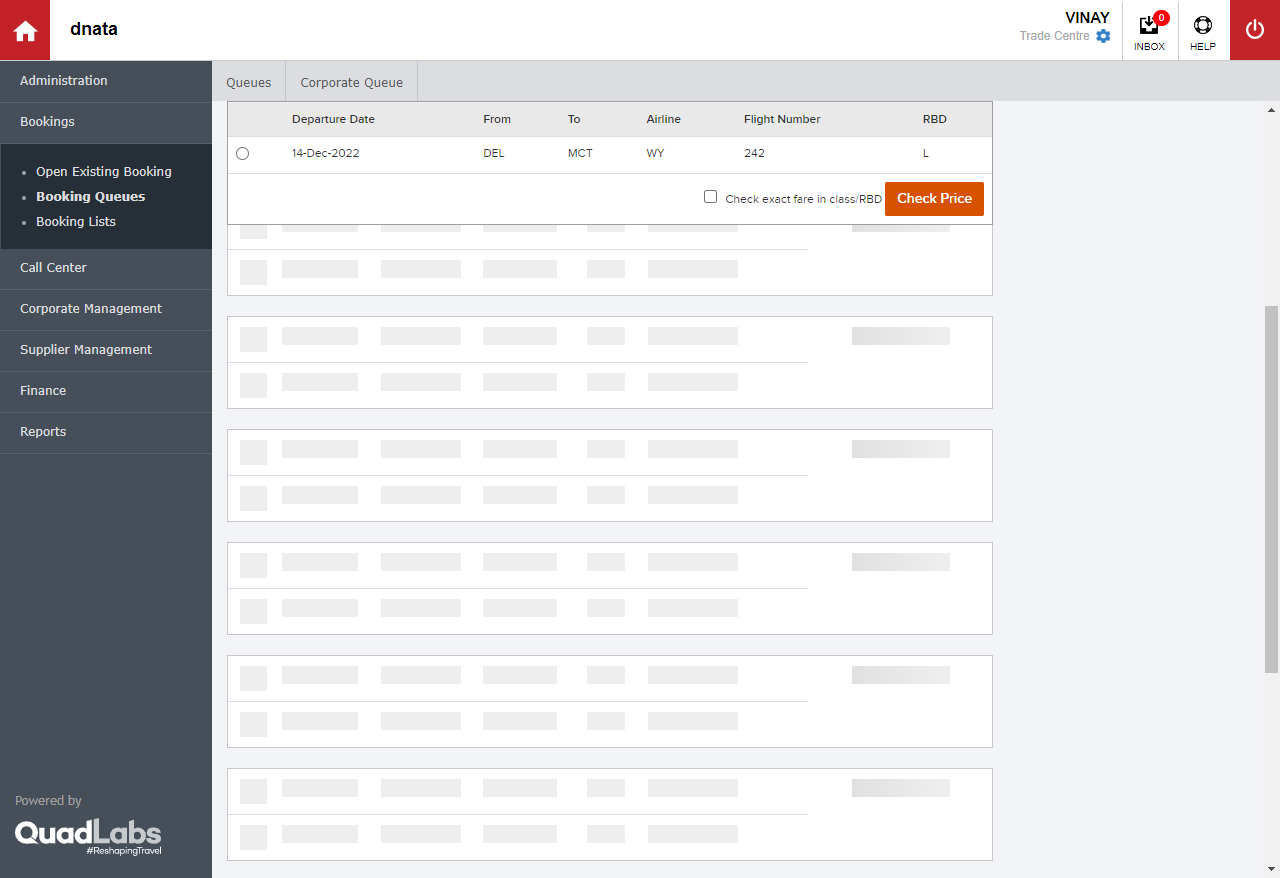 dnata
VINAY
Trade Centre
0
INBOX
HELP
Administration
Bookings
Open Existing Booking
Booking Queues
Booking Lists
Call Center
Corporate Management
Supplier Management
Finance
Reports
Powered by
QuadLabs
#ReshapingTravel
Queues
Corporate Queue
Departure Date From To Airline Flight Number RBD
14-Dec-2022 DEL MCT WY 242 L
Check exact fare in class/RBD Check Price